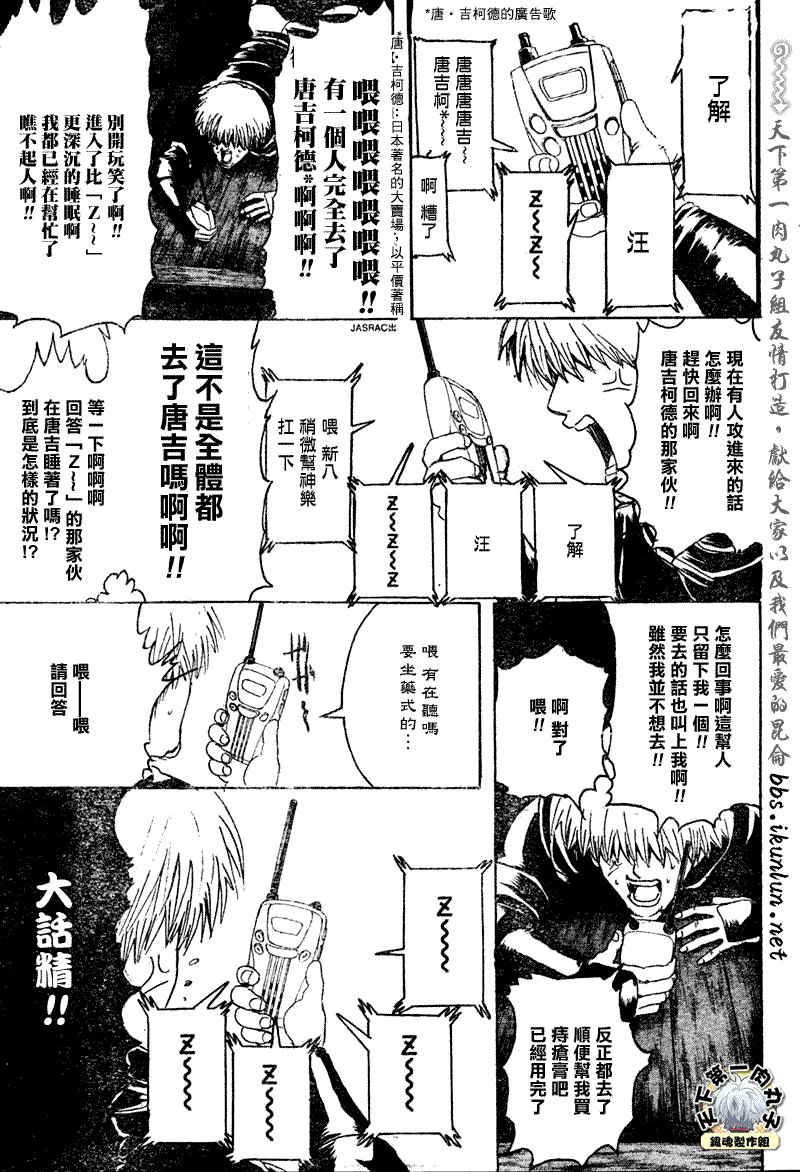 *唐・吉柯德的廣告歌
了解
唐唐唐唐吉~
唐吉柯*~
啊 糟了
汪
Z~Z~
*唐・吉柯德:日本著名的大賣場,以平價著稱
喂喂喂喂喂喂喂!!
有一個人完全去了
唐吉柯德*啊啊啊!!
別開玩笑了啊!!
進入了比「Z~~」
更深沉的睡眠啊
我都已經在幫忙了
瞧不起人啊!!
JASRAC出
現在有人攻進來的話
怎麼辦啊!!
趕快回來啊
唐吉柯德的那家伙!!
了解
汪
Z~Z~Z
喂 新八
稍微幫神樂
扛一下
這不是全體都
去了唐吉嗎啊啊!!
等一下啊啊啊
回答「Z~~」的那家伙
在唐吉睡著了嗎!?
到底是怎樣的狀況!?
怎麼回事啊這幫人
只留下我一個!!
要去的話也叫上我啊!!
雖然我並不想去!!
啊 對了
喂!!
反正都去了
順便幫我買
痔瘡膏吧
已經用完了
喂 有在聽嗎
要坐藥式的…
喂——喂
請回答
Z~~
Z~~
Z~~
Z~~
大話精!!
天下第一肉丸子組友情打造,獻給大家以及我們最愛的昆侖 bbs.ikunlun.net
天下第一肉丸子
銀魂製作組